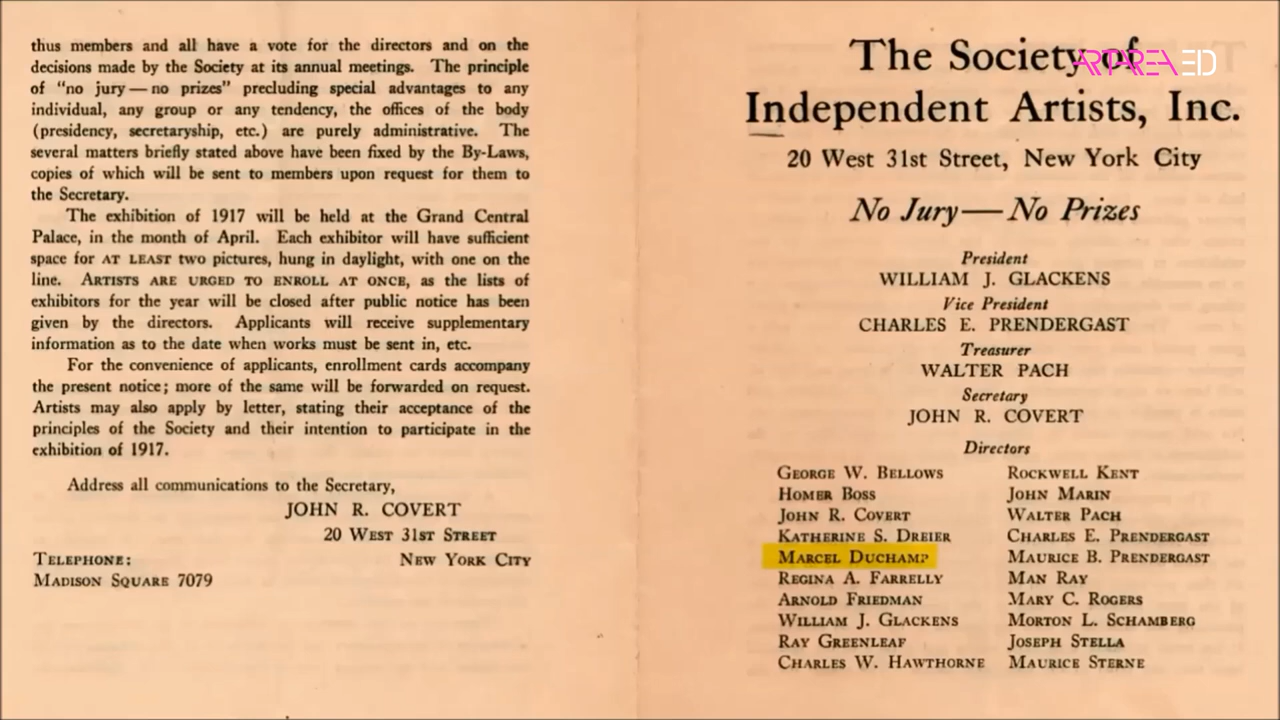 thus members and all have a vote for the directors and on the
decisions made by the Society at its annual meetings. The principle
of “no jury — no prizes” precluding special advantages to any
individual, any group or any tendency, the offices of the body
(presidency, secretaryship, etc.) are purely administrative. The
several matters briefly stated above have been fixed by the By-Laws,
copies of which will be sent to members upon request for them to
the Secretary.
The exhibition of 1917 will be held at the Grand Central
Palace, in the month of April. Each exhibitor will have sufficient
space for AT LEAST two pictures, hung in daylight, with one on the
line. ARTISTS ARE URGED TO ENROLL AT ONCE, as the lists of
exhibitors for the year will be closed after public notice has been
given by the directors. Applicants will receive supplementary
information as to the date when works must be sent in, etc.
For the convenience of applicants, enrollment cards accompany
the present notice; more of the same will be forwarded on request.
Artists may also apply by letter, stating their acceptance of the
principles of the Society and their intention to participate in the
exhibition of 1917.
Address all communications to the Secretary,
JOHN R. COVERT
20 WEST 31ST STREET
TELEPHONE: NEW YORK CITY
MADISON SQUARE 7079
The Society of
ARTAREA ED
Independent Artists, Inc.
20 West 31st Street, New York City
No Jury — No Prizes
President
WILLIAM J. GLACKENS
Vice President
CHARLES E. PRENDERGAST
Treasurer
WALTER PACH
Secretary
JOHN R. COVERT
Directors
GEORGE W. BELLOWS
HOMER BOSS
JOHN R. COVERT
KATHERINE S. DREIER
MARCEL DUCHAMP
REGINA A. FARRELLY
ARNOLD FRIEDMAN
WILLIAM J. GLACKENS
RAY GREENLEAF
CHARLES W. HAWTHORNE
ROCKWELL KENT
JOHN MARIN
WALTER PACH
CHARLES E. PRENDERGAST
MAURICE B. PRENDERGAST
MAN RAY
MARY C. ROGERS
MORTON L. SCHAMBERG
JOSEPH STELLA
MAURICE STERNE